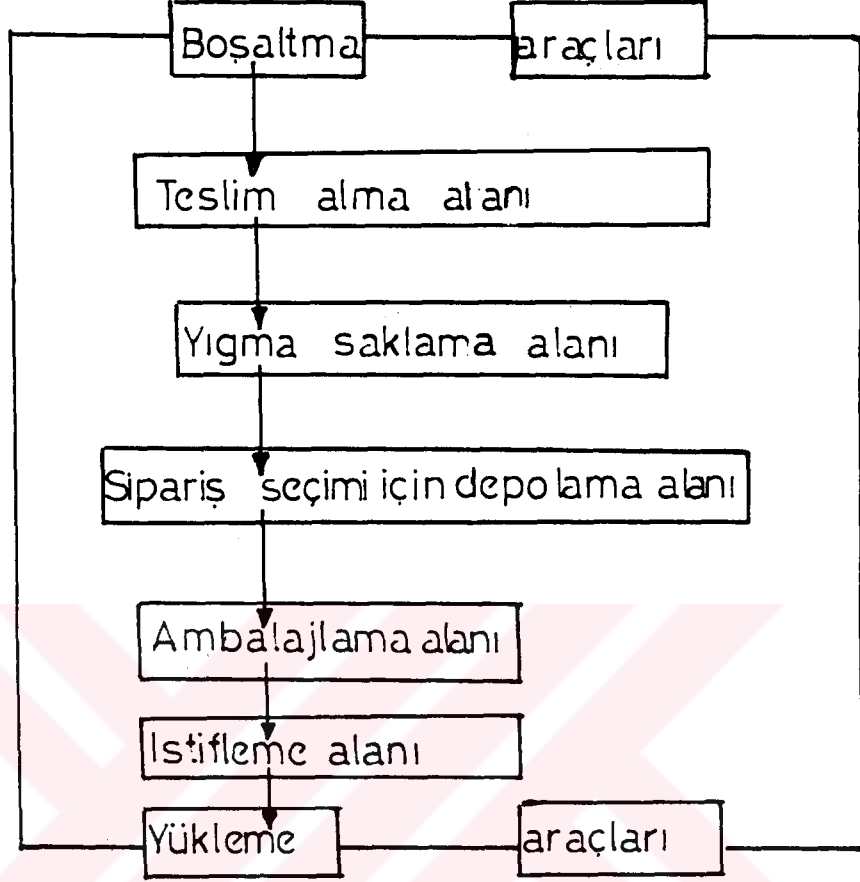 Boşaltma araçları
Teslim alma alanı
Yıgma saklama alanı
Sipariş seçimi için depolama alanı
Ambalajlama alanı
Istifleme alanı
Yükleme araçları